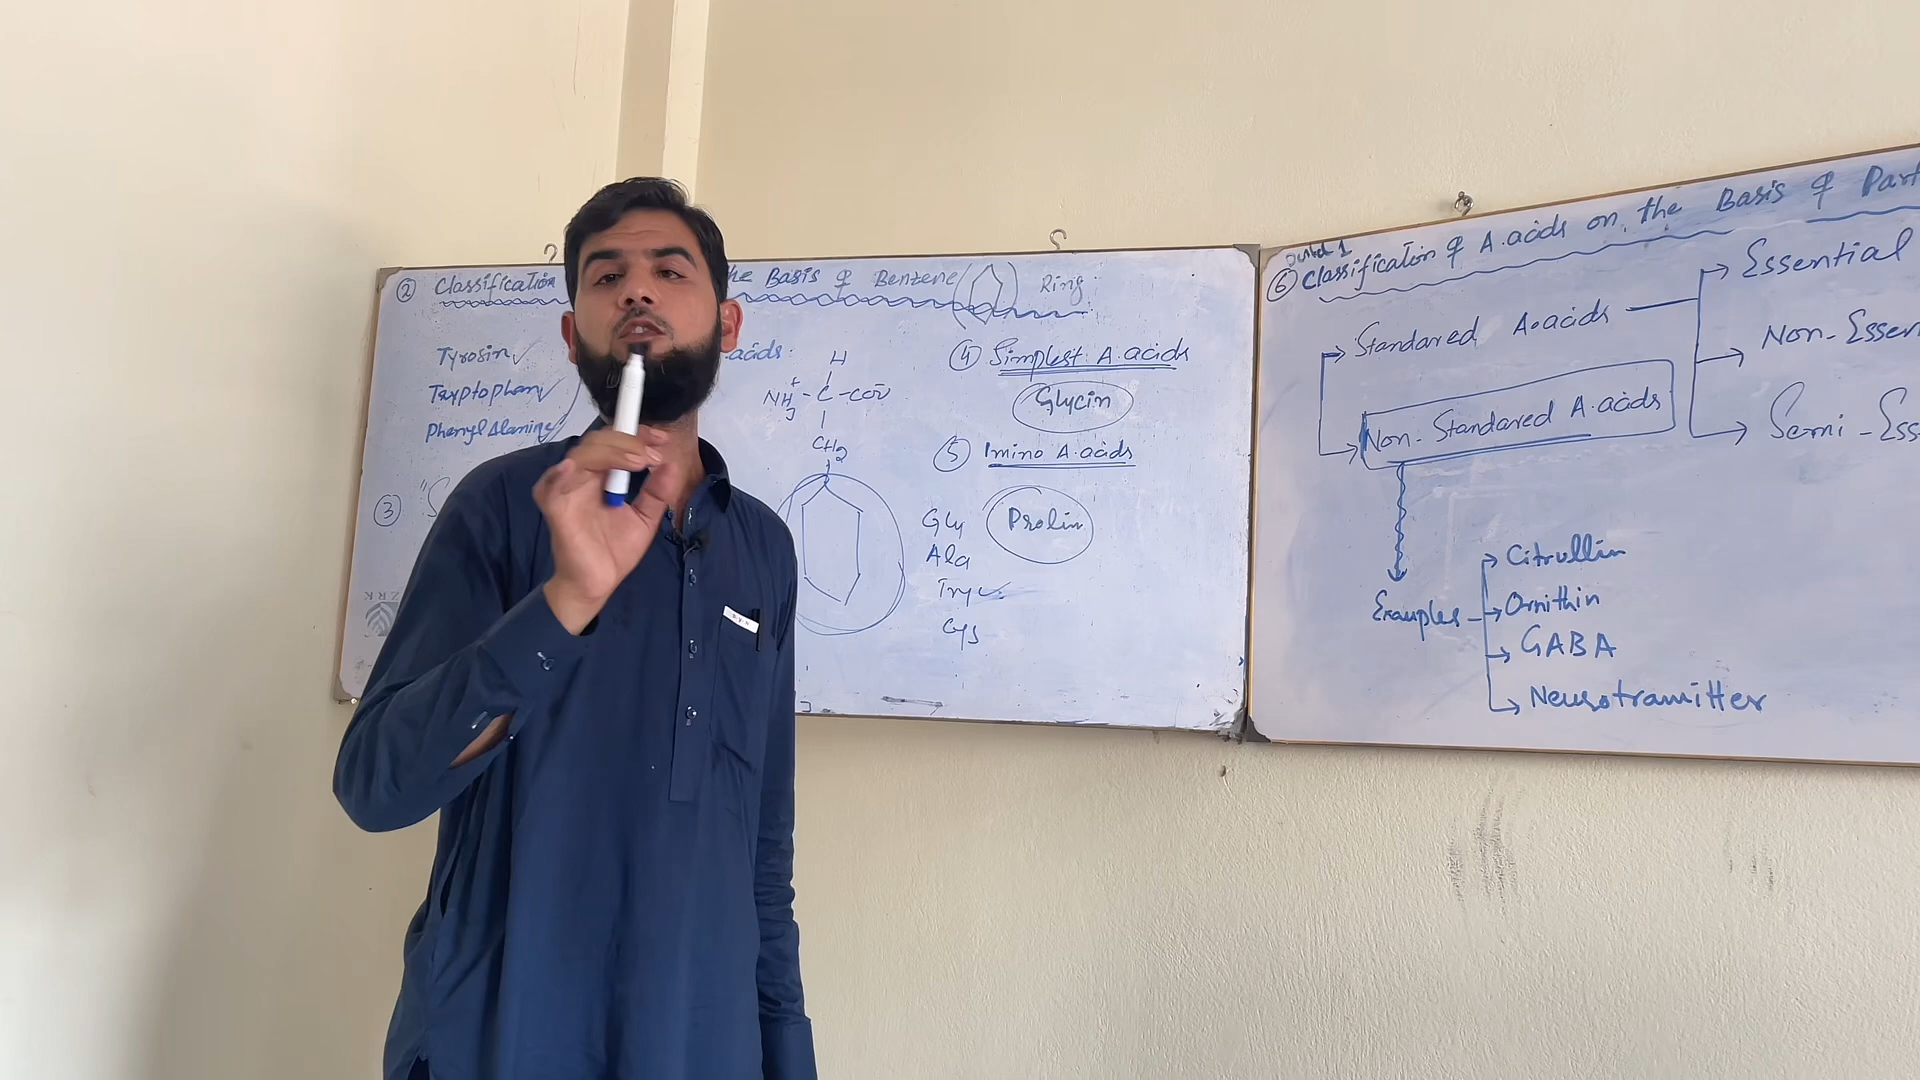 ② Classification
he Basis of Benzene Ring
Tyrosin
Tryptophan
Phenyl Alamine
acids.
H
NH3+ - C - COO-
CH2
③
④ Simplest A.acids
Glycin
⑤ Imino A.acids
Prolin
Gly
Ala
Cys
ZRK
⑥ Classification of A.acids on the Basis of Part
Standared A.acids
Essential
Non-Essen
Semi-Ess
Non-Standared A.acids
Examples
Citrullin
Ornithin
GABA
Neurotramitter